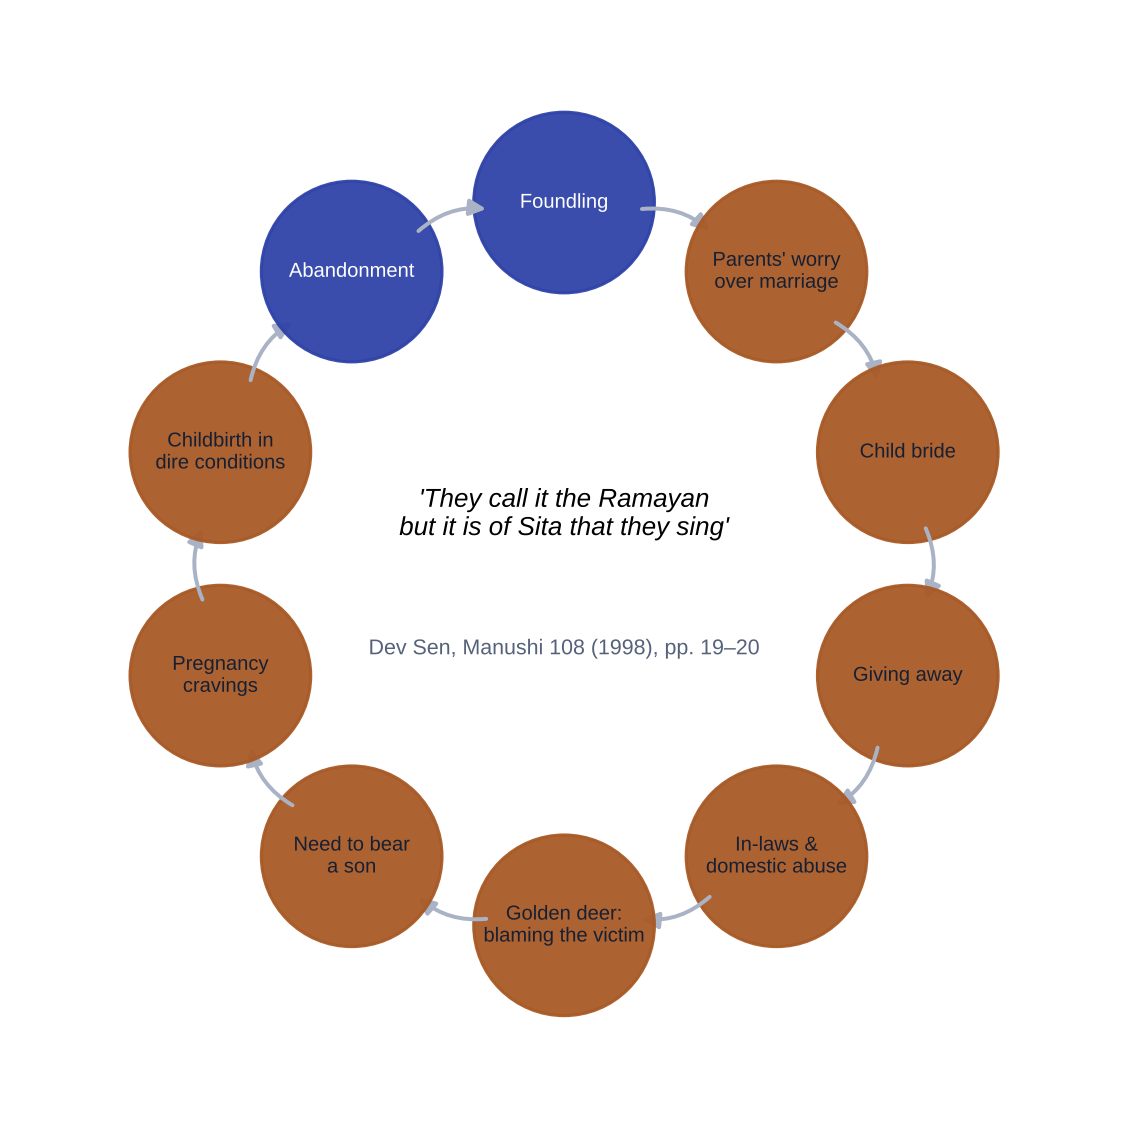 Foundling
Parents' worry
over marriage
Child bride
Giving away
In-laws &
domestic abuse
Golden deer:
blaming the victim
Need to bear
a son
Pregnancy
cravings
Childbirth in
dire conditions
Abandonment
'They call it the Ramayan
but it is of Sita that they sing'
Dev Sen, Manushi 108 (1998), pp. 19–20